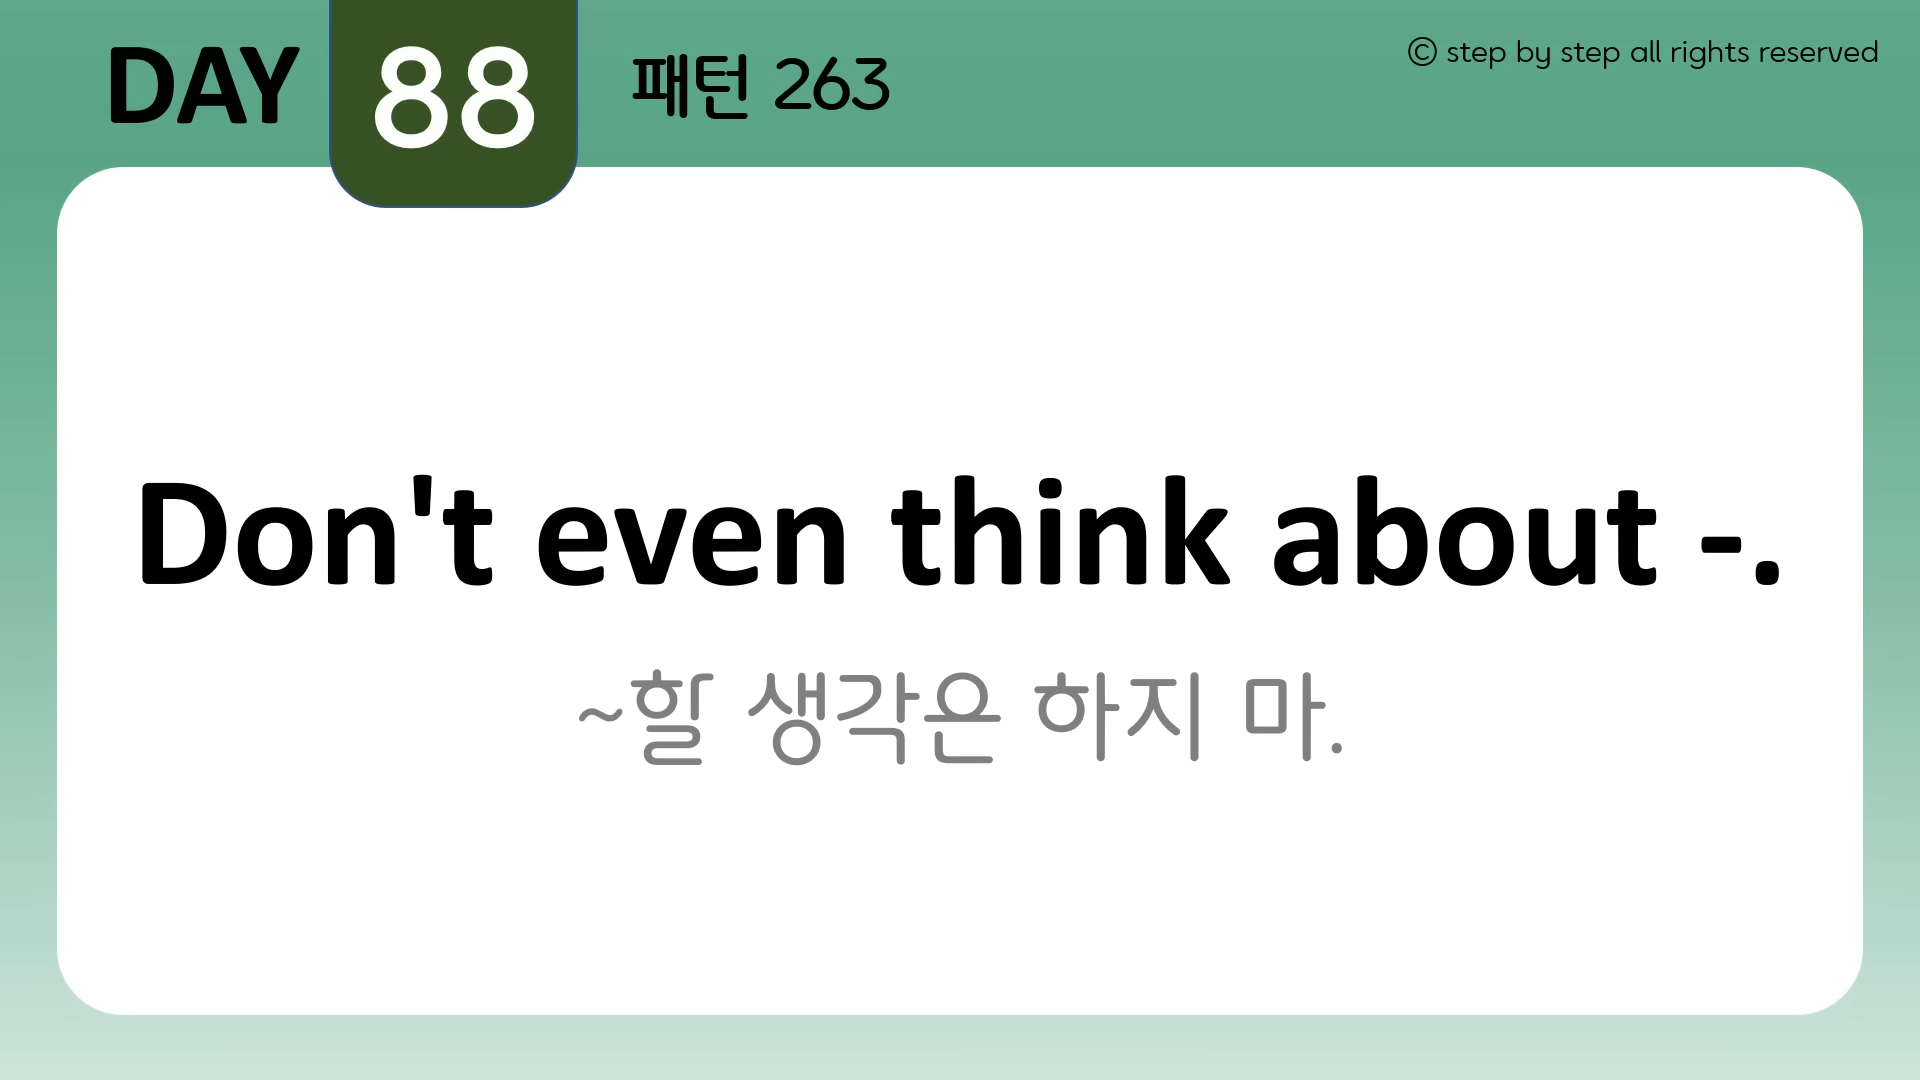 DAY 88 패턴 263
© step by step all rights reserved
Don't even think about -.
~할 생각은 하지 마.